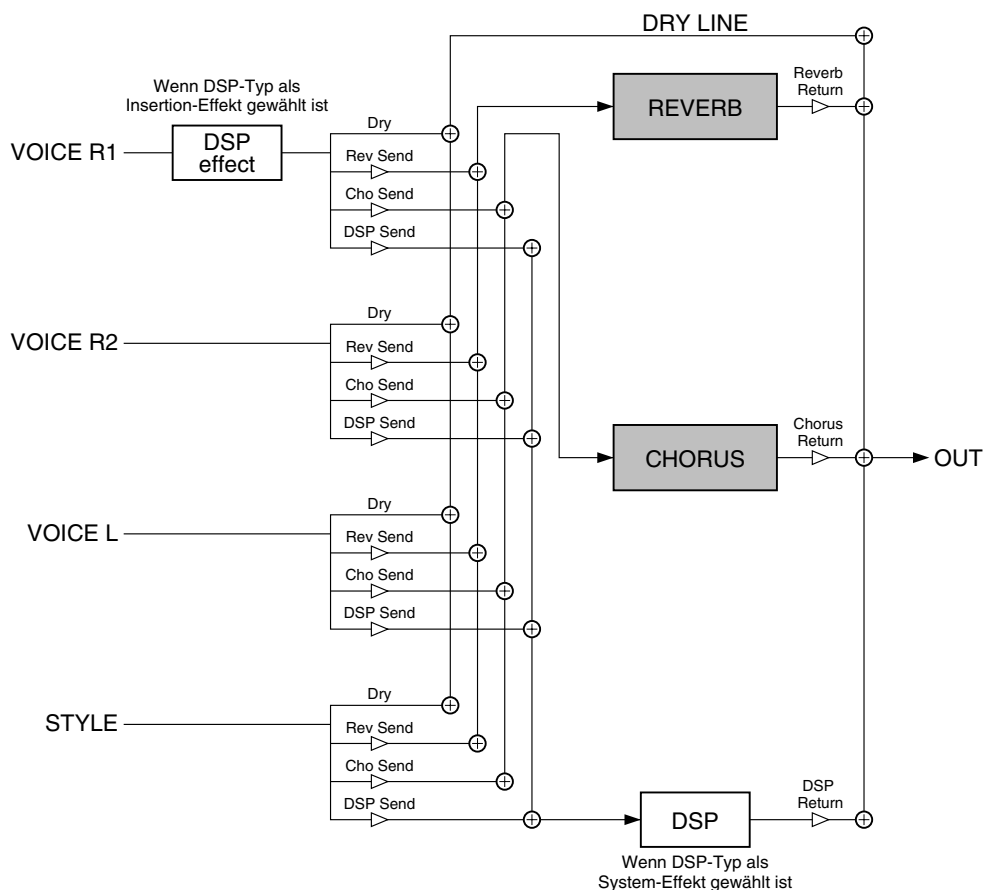 DRY LINE
Wenn DSP-Typ als
Insertion-Effekt gewählt ist
Reverb
Return
REVERB
VOICE R1
DSP
effect
Dry
Rev Send
Cho Send
DSP Send
VOICE R2
Dry
Rev Send
Cho Send
DSP Send
Chorus
Return
CHORUS
OUT
VOICE L
Dry
Rev Send
Cho Send
DSP Send
STYLE
Dry
Rev Send
Cho Send
DSP Send
DSP
Return
DSP
Wenn DSP-Typ als
System-Effekt gewählt ist